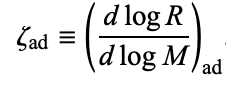 ζ_ad ≡ (d log R / d log M)_ad.